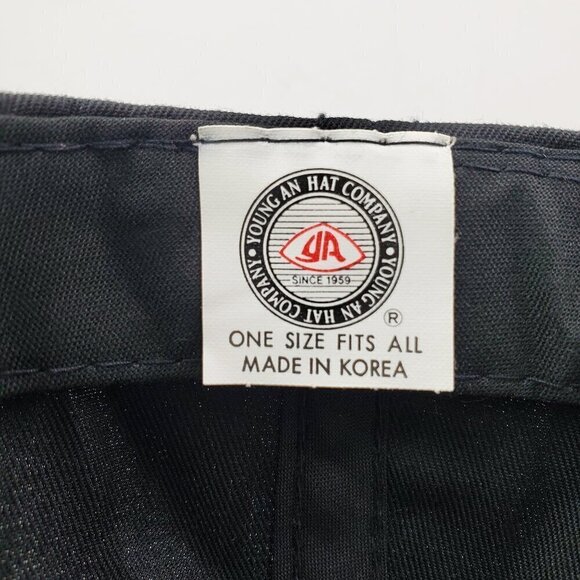 YOUNG AN HAT COMPANY · YOUNG AN HAT COMPANY ·
YA
SINCE 1959
®
ONE SIZE FITS ALL
MADE IN KOREA